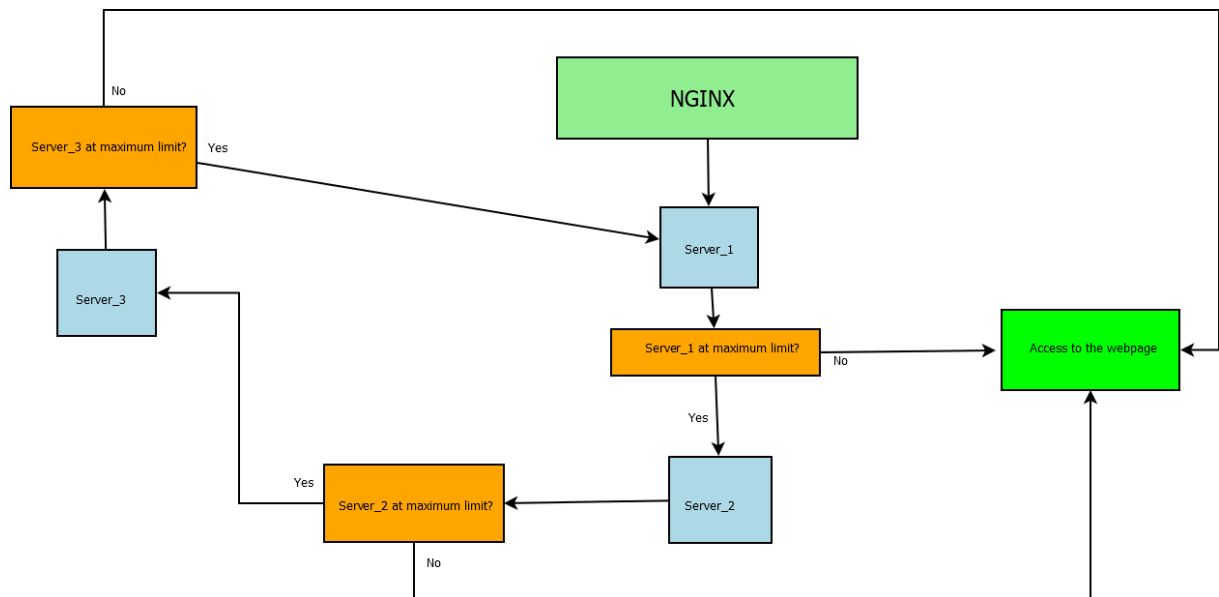 NGINX
Server_1
Server_1 at maximum limit?
No
Access to the webpage
Yes
Server_2
Server_2 at maximum limit?
No
Yes
Server_3
Server_3 at maximum limit?
Yes
No